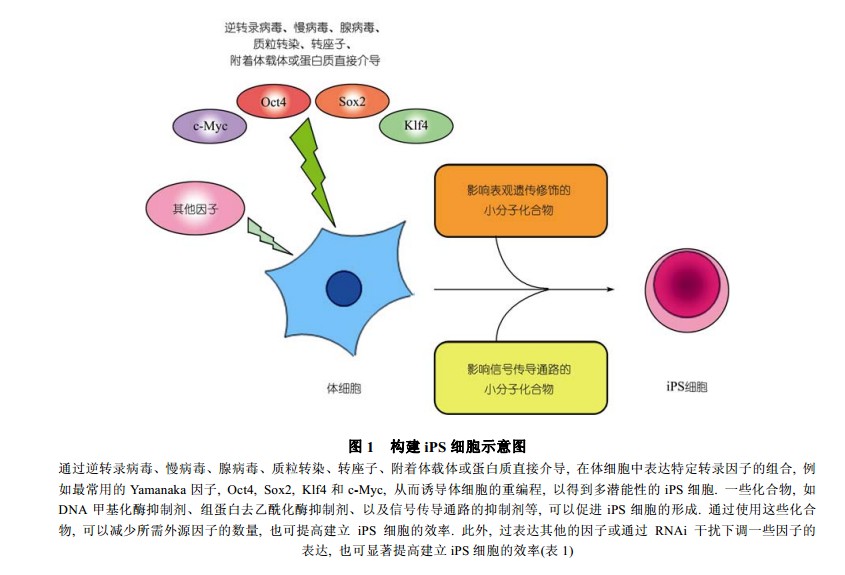 逆转录病毒、慢病毒、腺病毒、
质粒转染、转座子、
附着体载体或蛋白质直接介导
Oct4
Sox2
c-Myc
Klf4
其他因子
影响表观遗传修饰的
小分子化合物
影响信号传导通路的
小分子化合物
体细胞
iPS细胞
图 1 构建 iPS 细胞示意图
通过逆转录病毒、慢病毒、腺病毒、质粒转染、转座子、附着体载体或蛋白质直接介导, 在体细胞中表达特定转录因子的组合, 例
如最常用的 Yamanaka 因子, Oct4, Sox2, Klf4 和 c-Myc, 从而诱导体细胞的重编程, 以得到多潜能性的 iPS 细胞. 一些化合物, 如
DNA 甲基化酶抑制剂、组蛋白去乙酰化酶抑制剂、以及信号传导通路的抑制剂等, 可以促进 iPS 细胞的形成. 通过使用这些化合
物, 可以减少所需外源因子的数量, 也可提高建立 iPS 细胞的效率. 此外, 过表达其他的因子或通过 RNAi 干扰下调一些因子的
表达, 也可显著提高建立 iPS 细胞的效率(表 1)